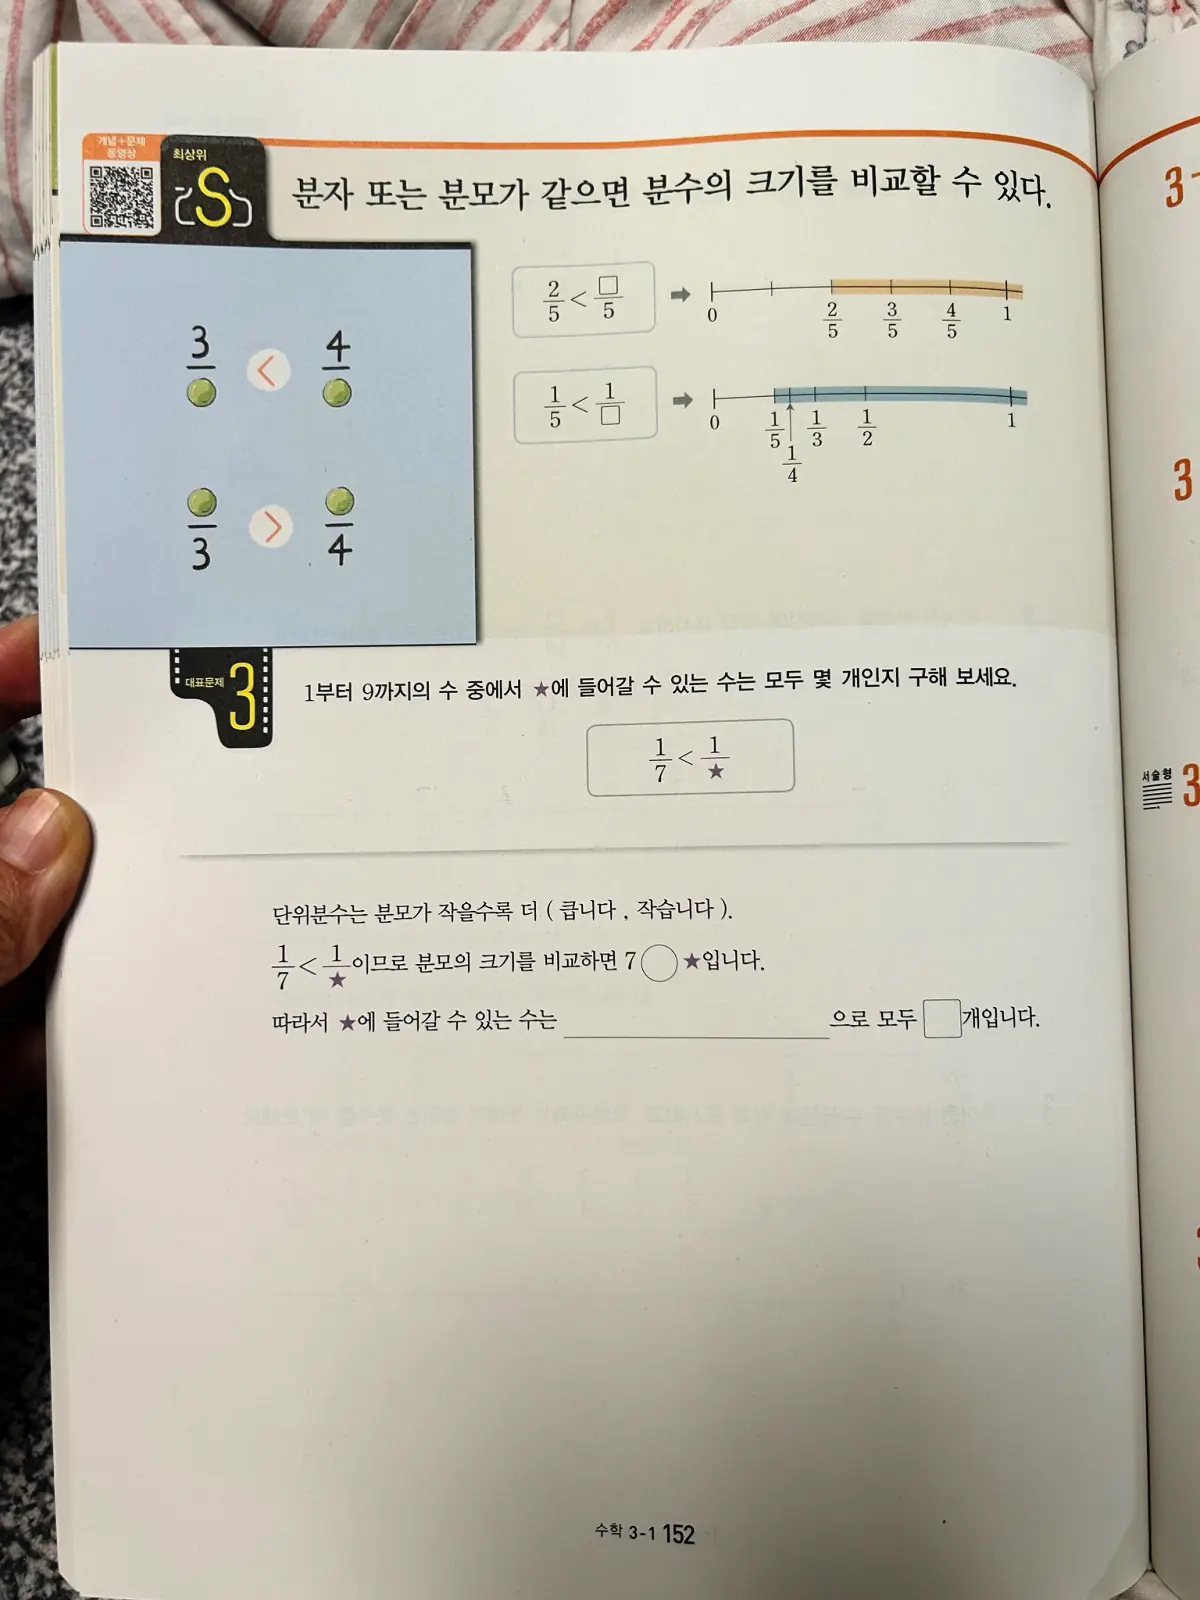 개념+문제
동영상
최상위
S
분자 또는 분모가 같으면 분수의 크기를 비교할 수 있다.
3/● < 4/●
●/3 > ●/4
2/5 < □/5 ➡ 0 2/5 3/5 4/5 1
1/5 < 1/□ ➡ 0 1/5 1/4 1/3 1/2 1
대표문제 3
1부터 9까지의 수 중에서 ★에 들어갈 수 있는 수는 모두 몇 개인지 구해 보세요.
1/7 < 1/★
단위분수는 분모가 작을수록 더 ( 큽니다 , 작습니다 ).
1/7 < 1/★ 이므로 분모의 크기를 비교하면 7 ○ ★입니다.
따라서 ★에 들어갈 수 있는 수는 ____________ 으로 모두 □개입니다.
수학 3-1 152
3-
3
서술형 3